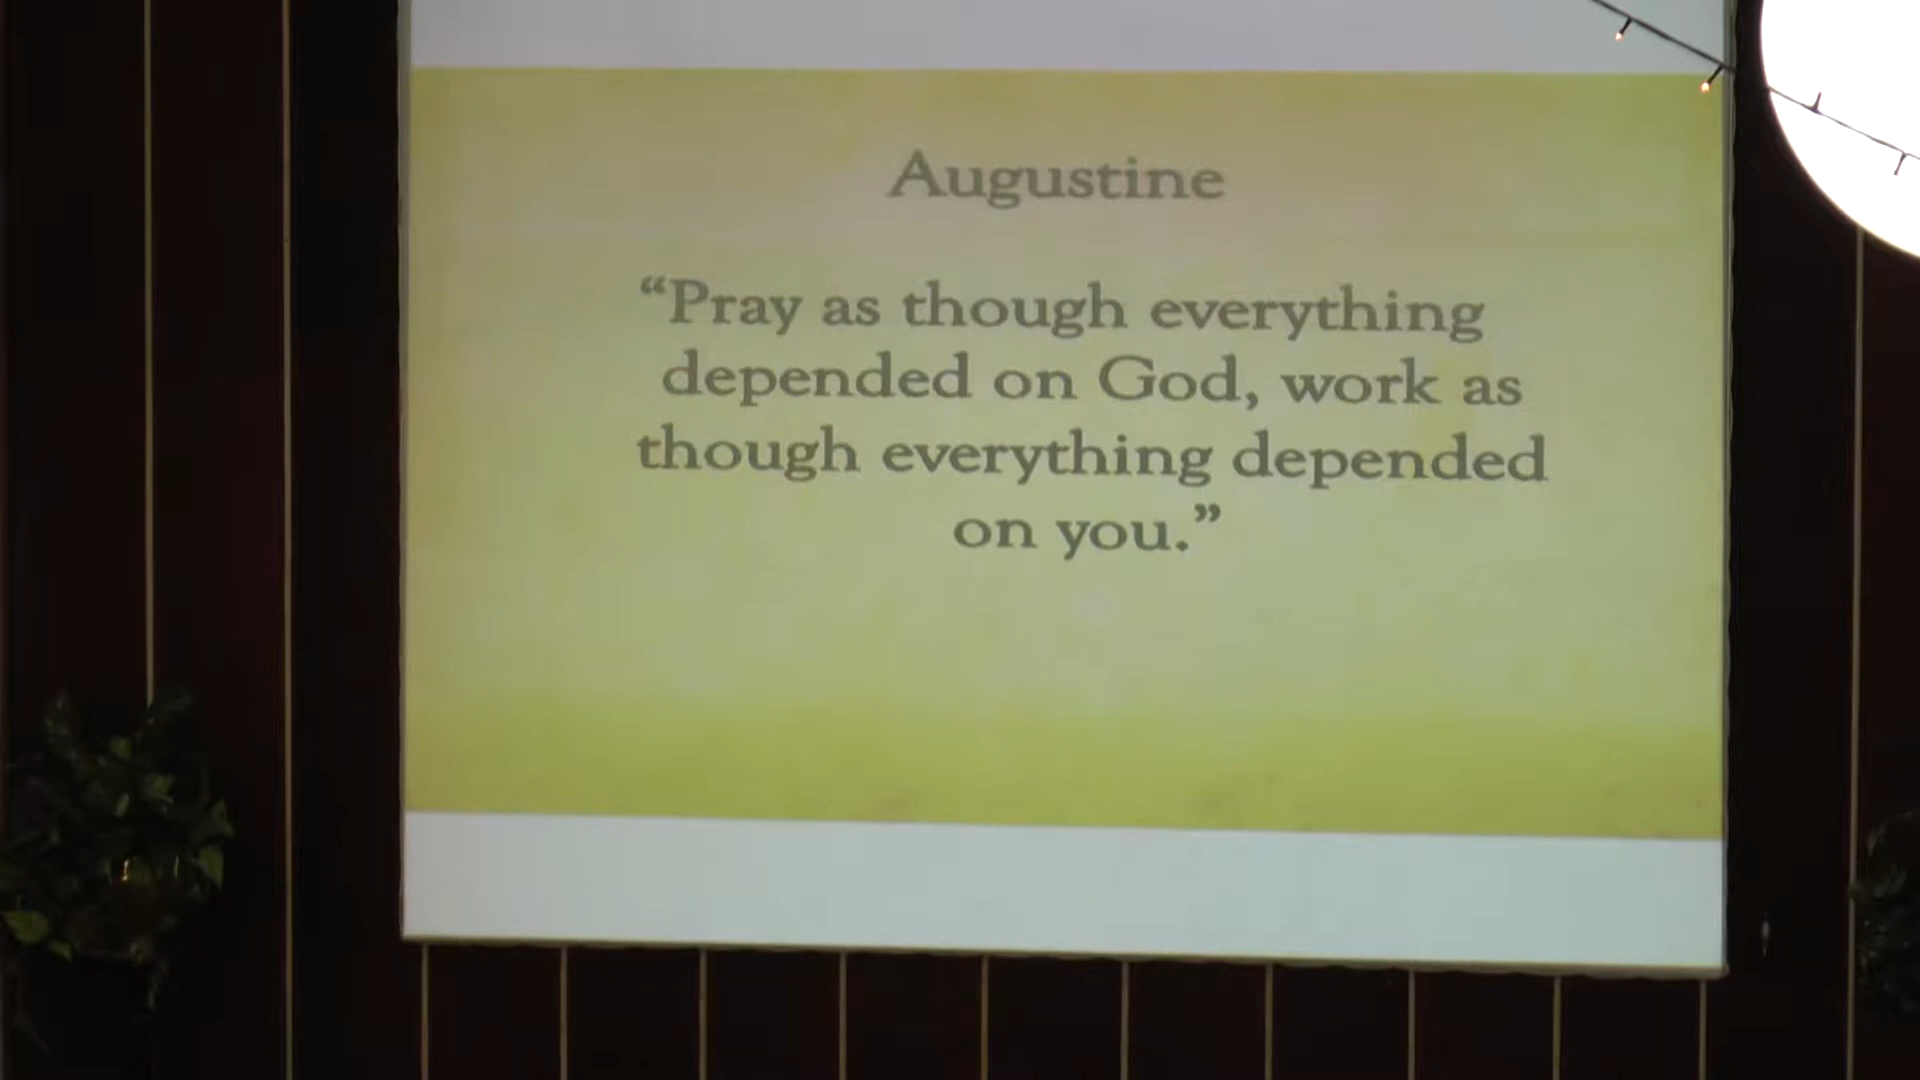 Augustine
“Pray as though everything
depended on God, work as
though everything depended
on you.”